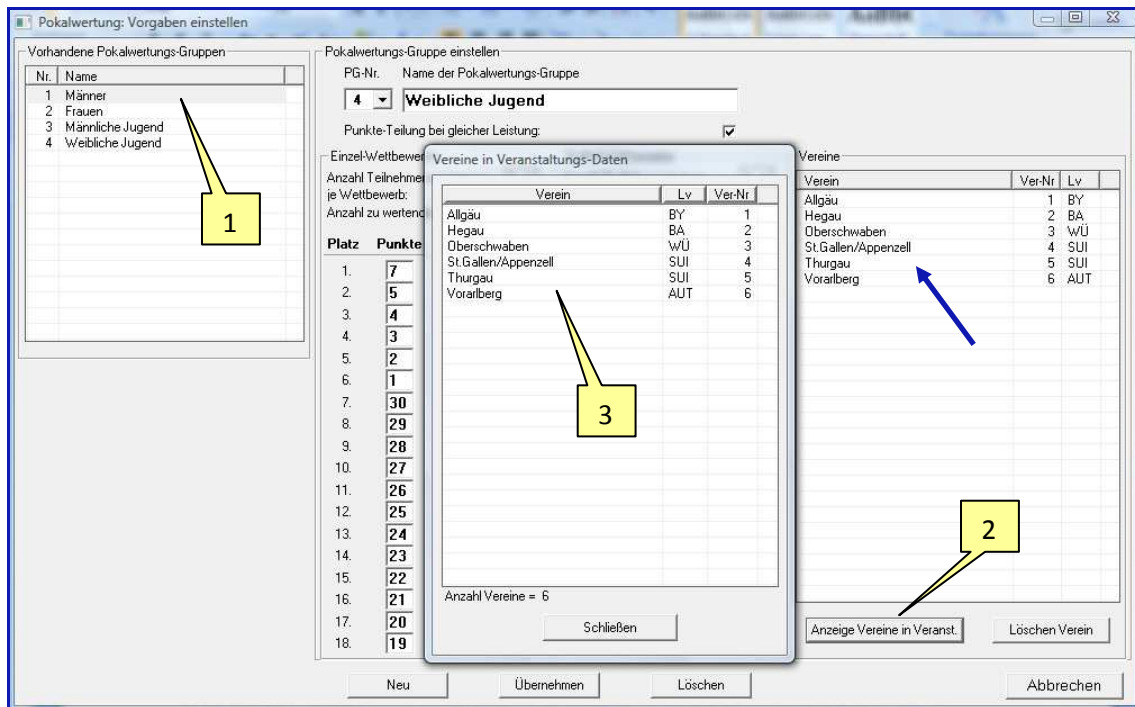 Pokalwertung: Vorgaben einstellen
Vorhandene Pokalwertungs-Gruppen
Nr. Name
1 Männer
2 Frauen
3 Männliche Jugend
4 Weibliche Jugend
1
Pokalwertungs-Gruppe einstellen
PG-Nr. Name der Pokalwertungs-Gruppe
4 Weibliche Jugend
Punkte-Teilung bei gleicher Leistung:
Einzel-Wettbewer
Anzahl Teilnehmer
je Wettbewerb:
Anzahl zu wertend
Platz Punkte
1. 7
2. 5
3. 4
4. 3
5. 2
6. 1
7. 30
8. 29
9. 28
10. 27
11. 26
12. 25
13. 24
14. 23
15. 22
16. 21
17. 20
18. 19
Vereine in Veranstaltungs-Daten
Verein Lv Ver-Nr
Allgäu BY 1
Hegau BA 2
Oberschwaben WÜ 3
St.Gallen/Appenzell SUI 4
Thurgau SUI 5
Vorarlberg AUT 6
3
Anzahl Vereine = 6
Schließen
Vereine
Verein Ver-Nr Lv
Allgäu 1 BY
Hegau 2 BA
Oberschwaben 3 WÜ
St.Gallen/Appenzell 4 SUI
Thurgau 5 SUI
Vorarlberg 6 AUT
2
Anzeige Vereine in Veranst. Löschen Verein
Neu Übernehmen Löschen Abbrechen